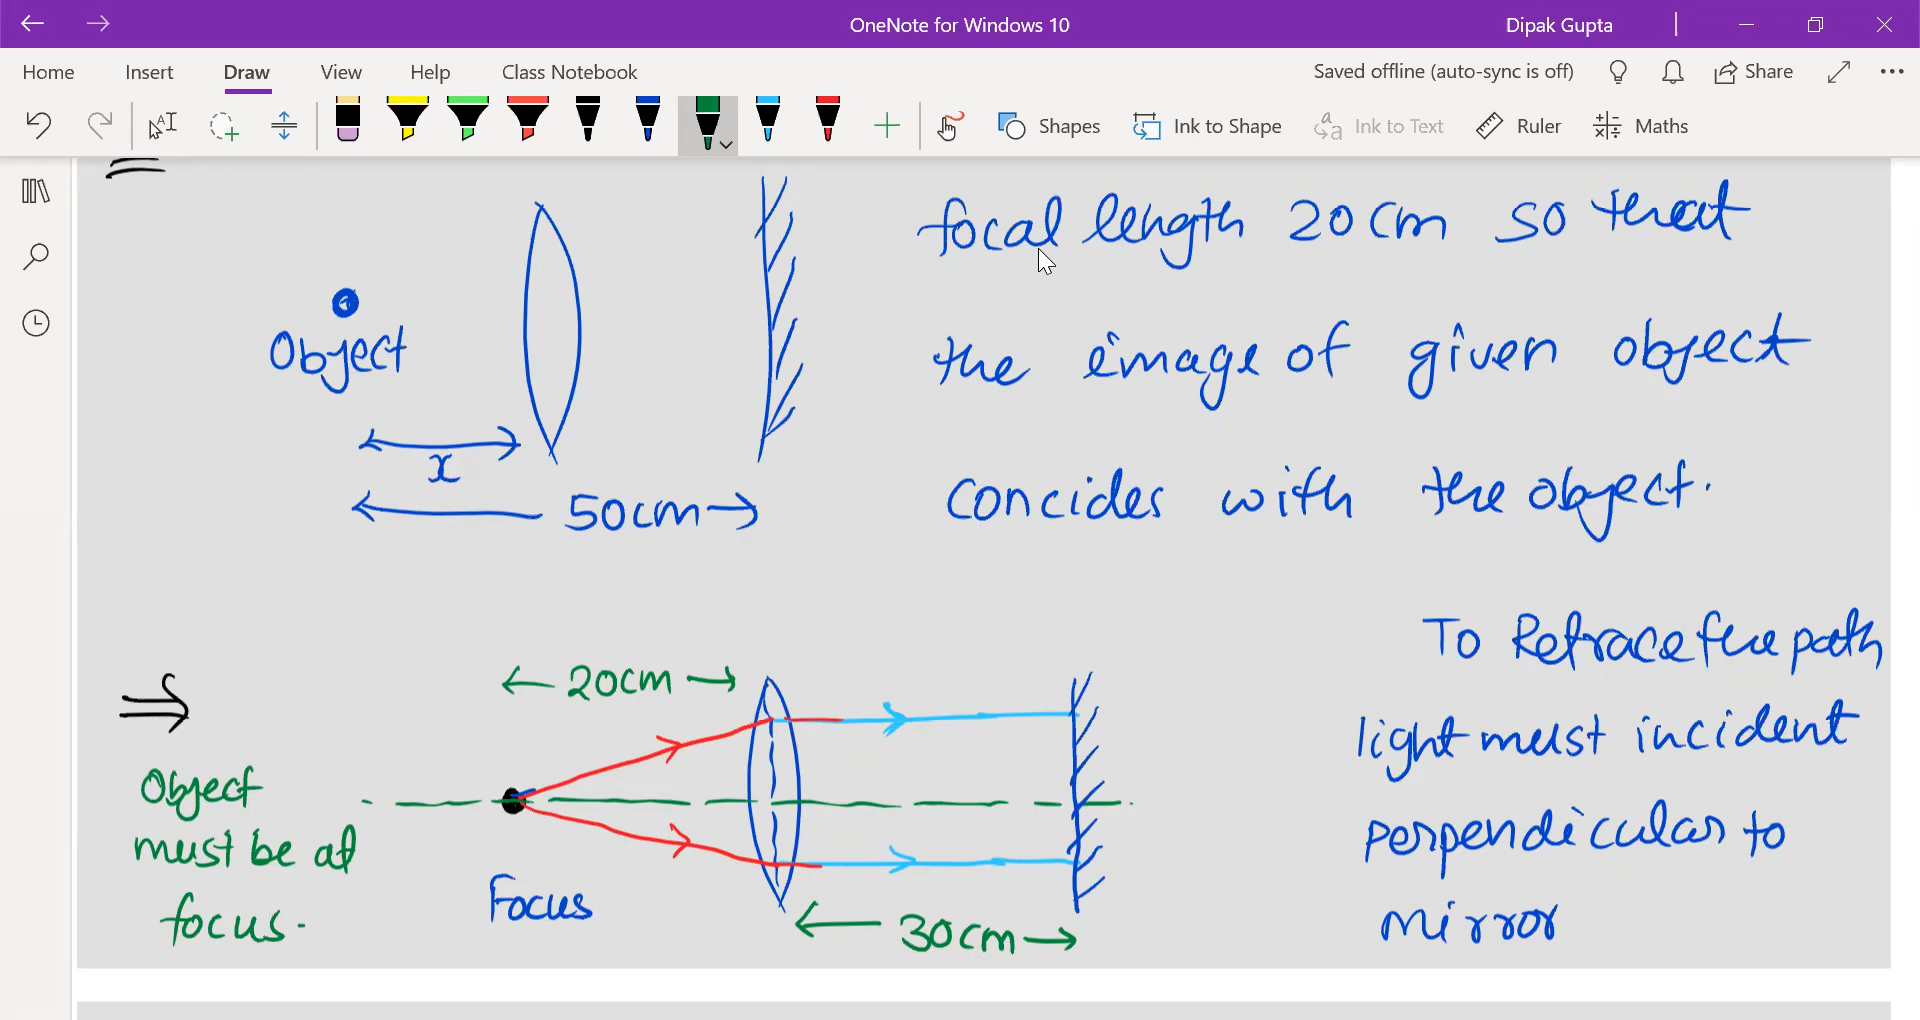 OneNote for Windows 10
Dipak Gupta
Home Insert Draw View Help Class Notebook
Saved offline (auto-sync is off) Share
Shapes Ink to Shape Ink to Text Ruler Maths
focal length 20cm so that
Object
the image of given object
x
50cm
concides with the object.
To Retrace the path
20cm
light must incident
Object
must be at
perpendicular to
Focus
focus.
30cm
mirror